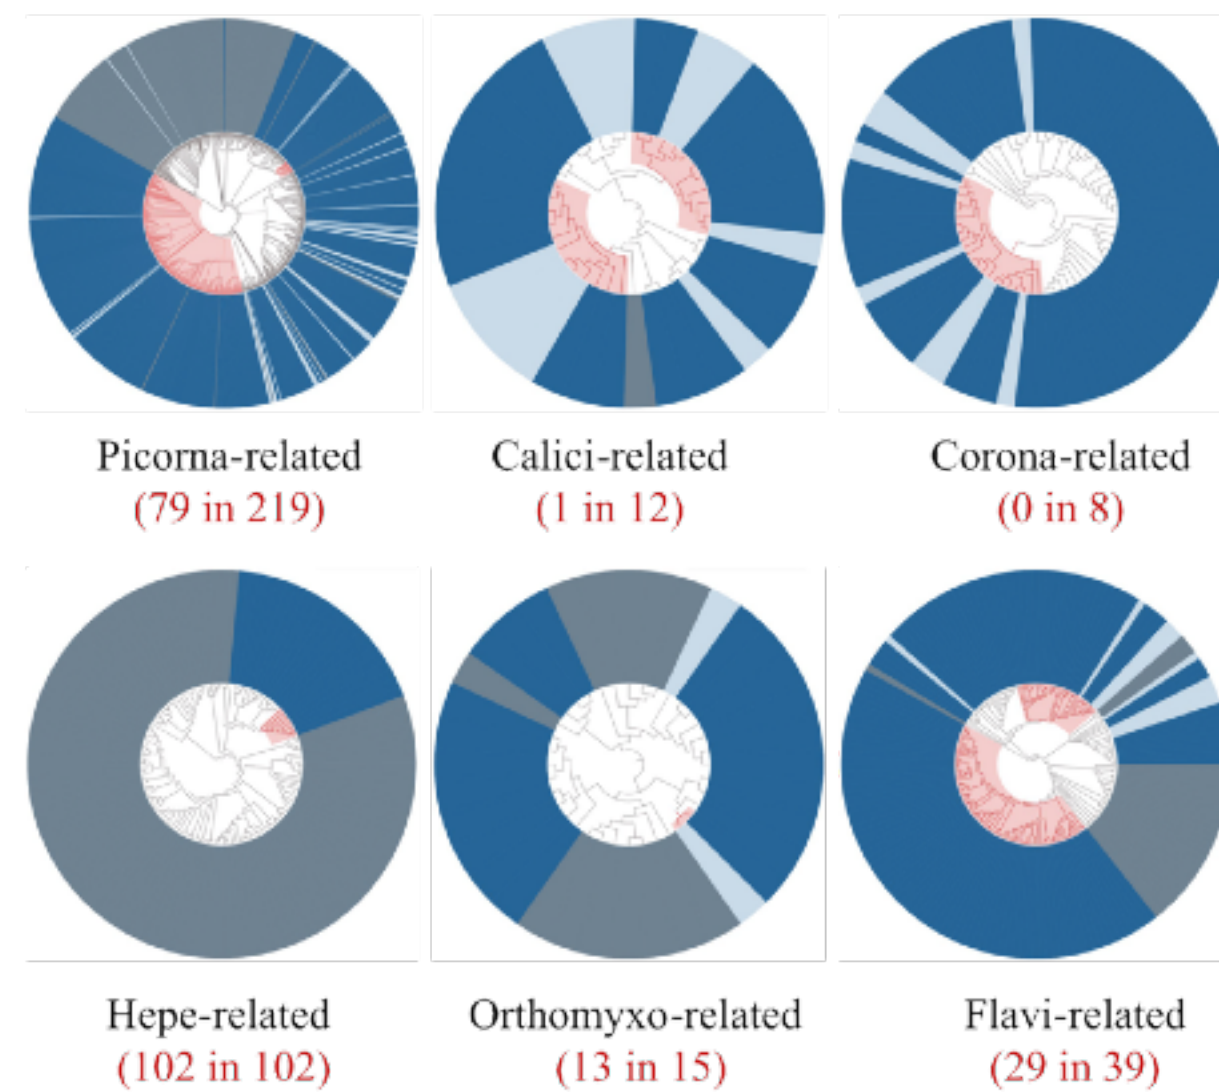 Picorna-related
(79 in 219)
Calici-related
(1 in 12)
Corona-related
(0 in 8)
Hepe-related
(102 in 102)
Orthomyxo-related
(13 in 15)
Flavi-related
(29 in 39)